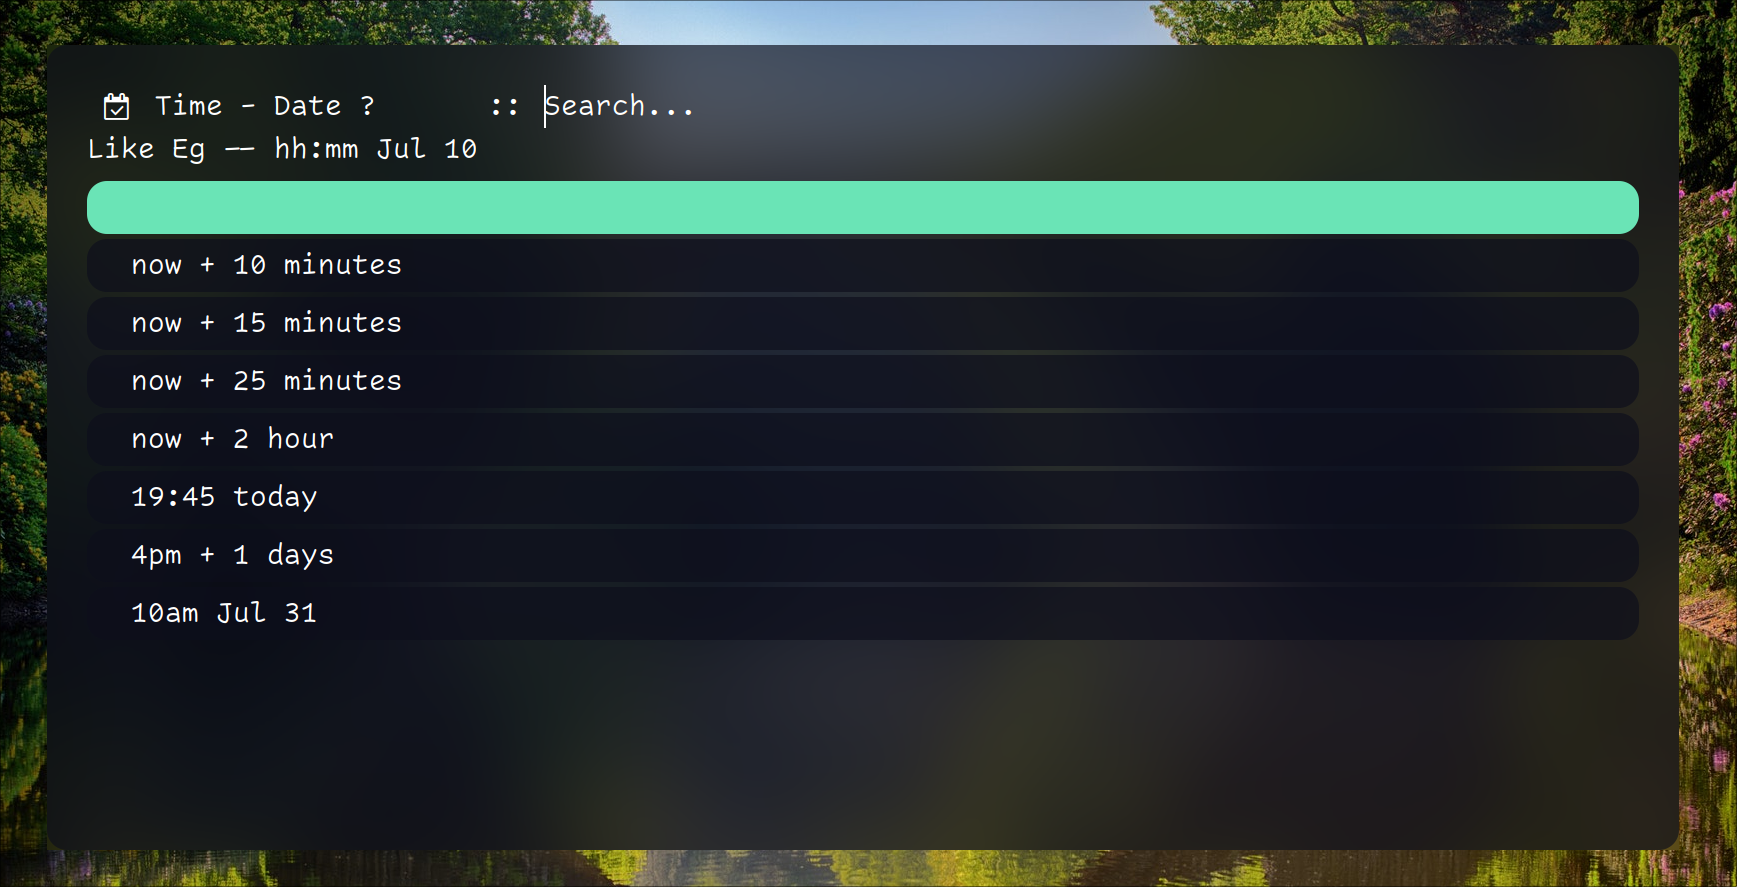 Time - Date ? :: Search...
Like Eg -- hh:mm Jul 10
now + 10 minutes
now + 15 minutes
now + 25 minutes
now + 2 hour
19:45 today
4pm + 1 days
10am Jul 31